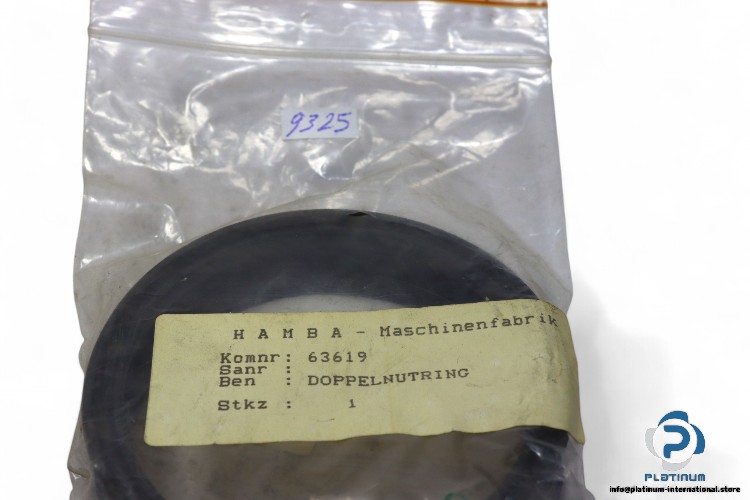 9325
H A M B A - Maschinenfabrik
Komnr: 63619
Sanr :
Ben : DOPPELNUTRING
Stkz : 1
PLATINUM
info@platinum-international.store